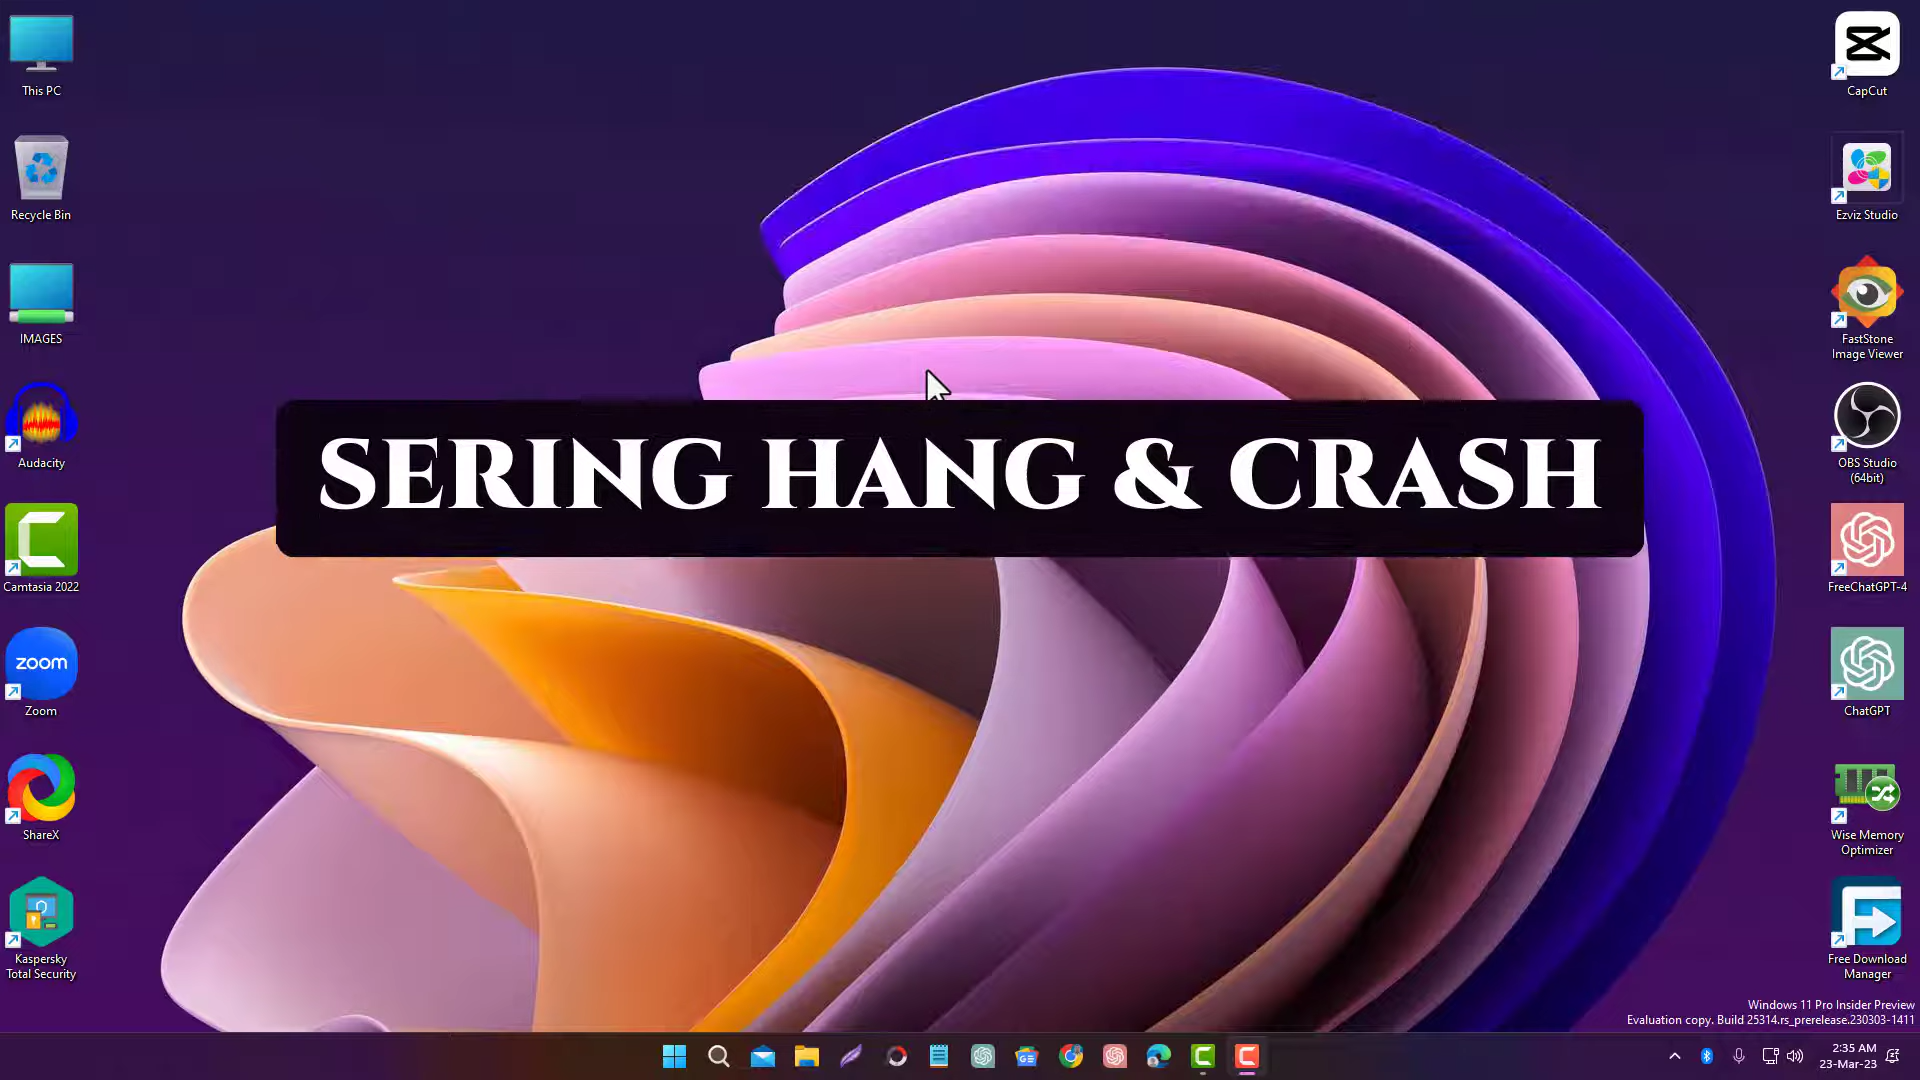 This PC
Recycle Bin
IMAGES
Audacity
Camtasia 2022
zoom
Zoom
ShareX
Kaspersky
Total Security
SERING HANG & CRASH
CapCut
Ezviz Studio
FastStone
Image Viewer
OBS Studio
(64bit)
FreeChatGPT-4
ChatGPT
Wise Memory
Optimizer
Free Download
Manager
Windows 11 Pro Insider Preview
Evaluation copy. Build 25314.rs_prerelease.230303-1411
GE
2:35 AM
23-Mar-23